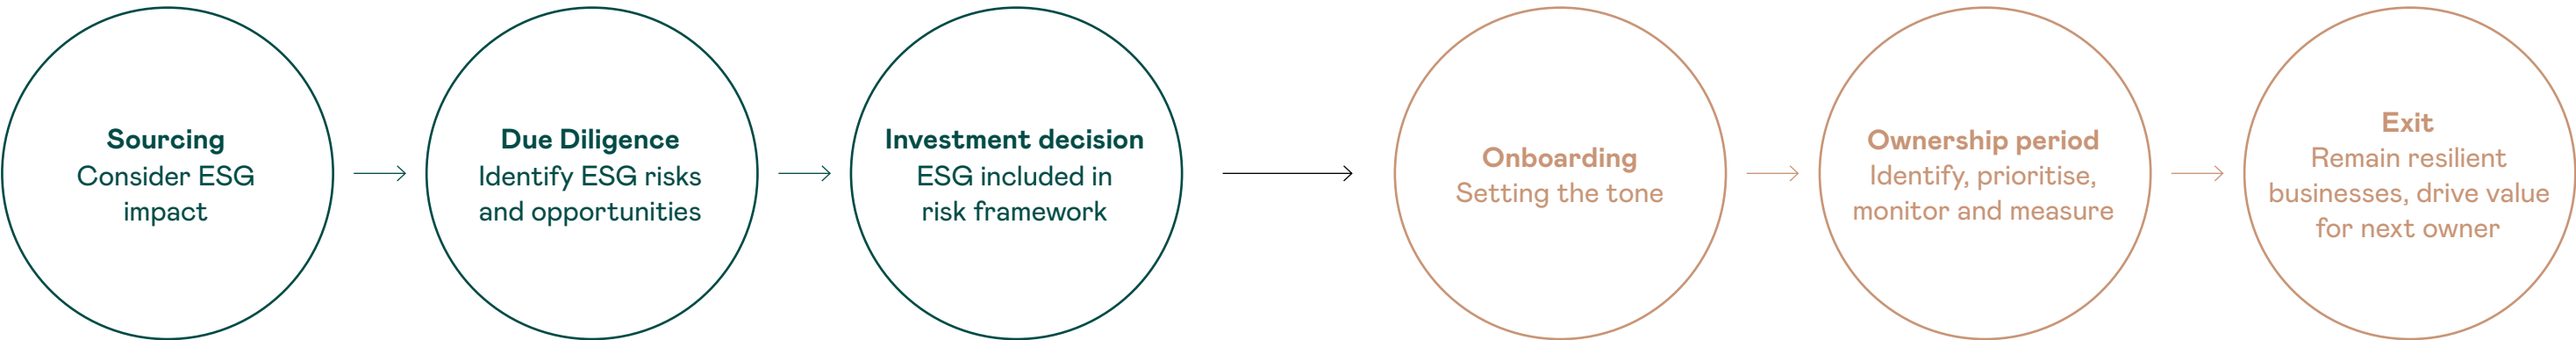 Sourcing
Consider ESG
impact
Due Diligence
Identify ESG risks
and opportunities
Investment decision
ESG included in
risk framework
Onboarding
Setting the tone
Ownership period
Identify, prioritise,
monitor and measure
Exit
Remain resilient
businesses, drive value
for next owner